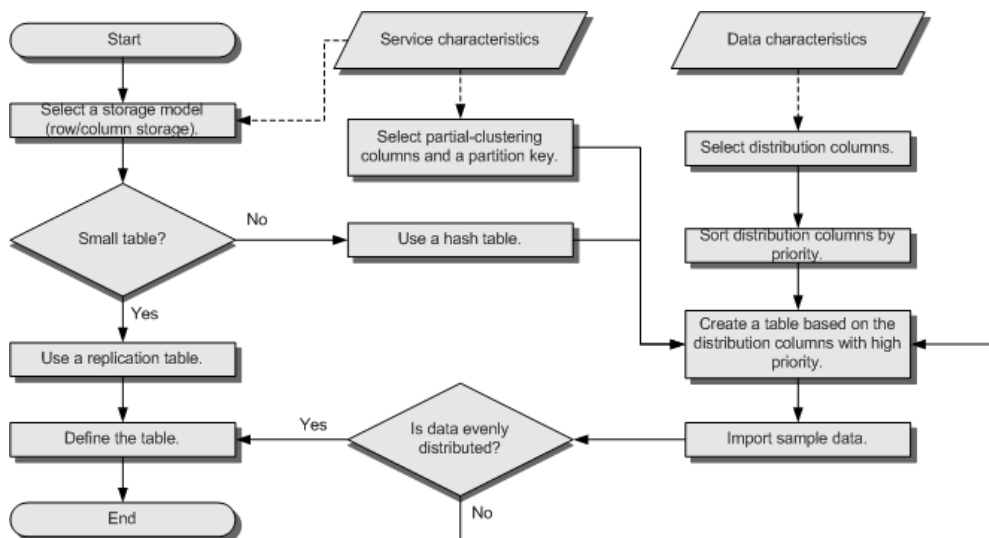 Start
Service characteristics
Data characteristics
Select a storage model
(row/column storage).
Select partial-clustering
columns and a partition key.
Select distribution columns.
Small table?
No
Use a hash table.
Sort distribution columns by
priority.
Yes
Use a replication table.
Create a table based on the
distribution columns with high
priority.
Define the table.
Yes
Is data evenly
distributed?
Import sample data.
End
No